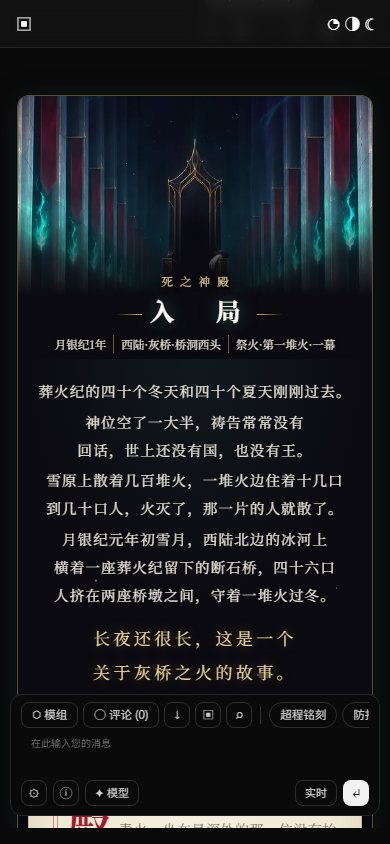 死之神殿
入 局
月银纪1年 西陆·灰桥·桥洞西头 祭火·第一堆火·一幕
葬火纪的四十个冬天和四十个夏天刚刚过去。
神位空了一大半，祷告常常没有
回话，世上还没有国，也没有王。
雪原上散着几百堆火，一堆火边住着十几口
到几十口人，火灭了，那一片的人就散了。
月银纪元年初雪月，西陆北边的冰河上
横着一座葬火纪留下的断石桥，四十六口
人挤在两座桥墩之间，守着一堆火过冬。
长夜还很长，这是一个
关于灰桥之火的故事。
模组 评论 (0) 超程铭刻
在此输入您的消息
模型 实时